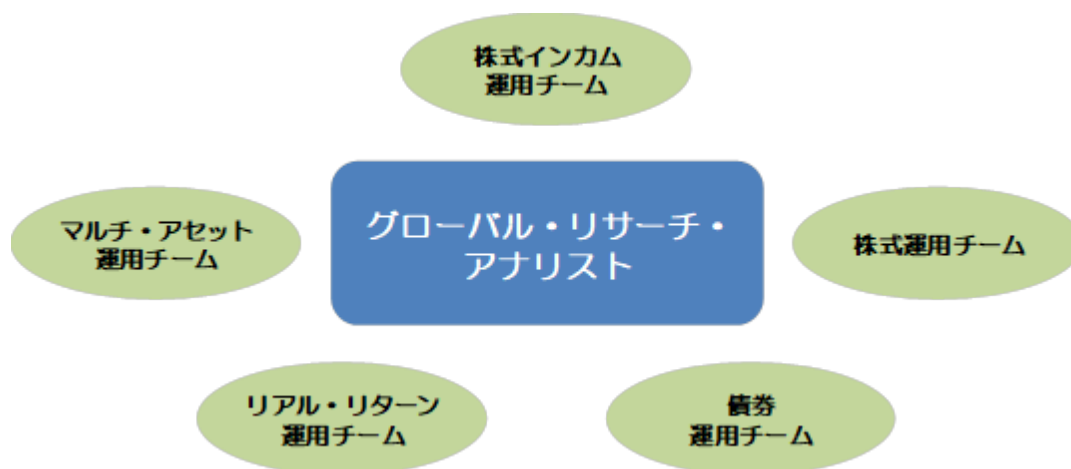 株式インカム
運用チーム
グローバル・リサーチ・
アナリスト
マルチ・アセット
運用チーム
株式運用チーム
リアル・リターン
運用チーム
債券
運用チーム